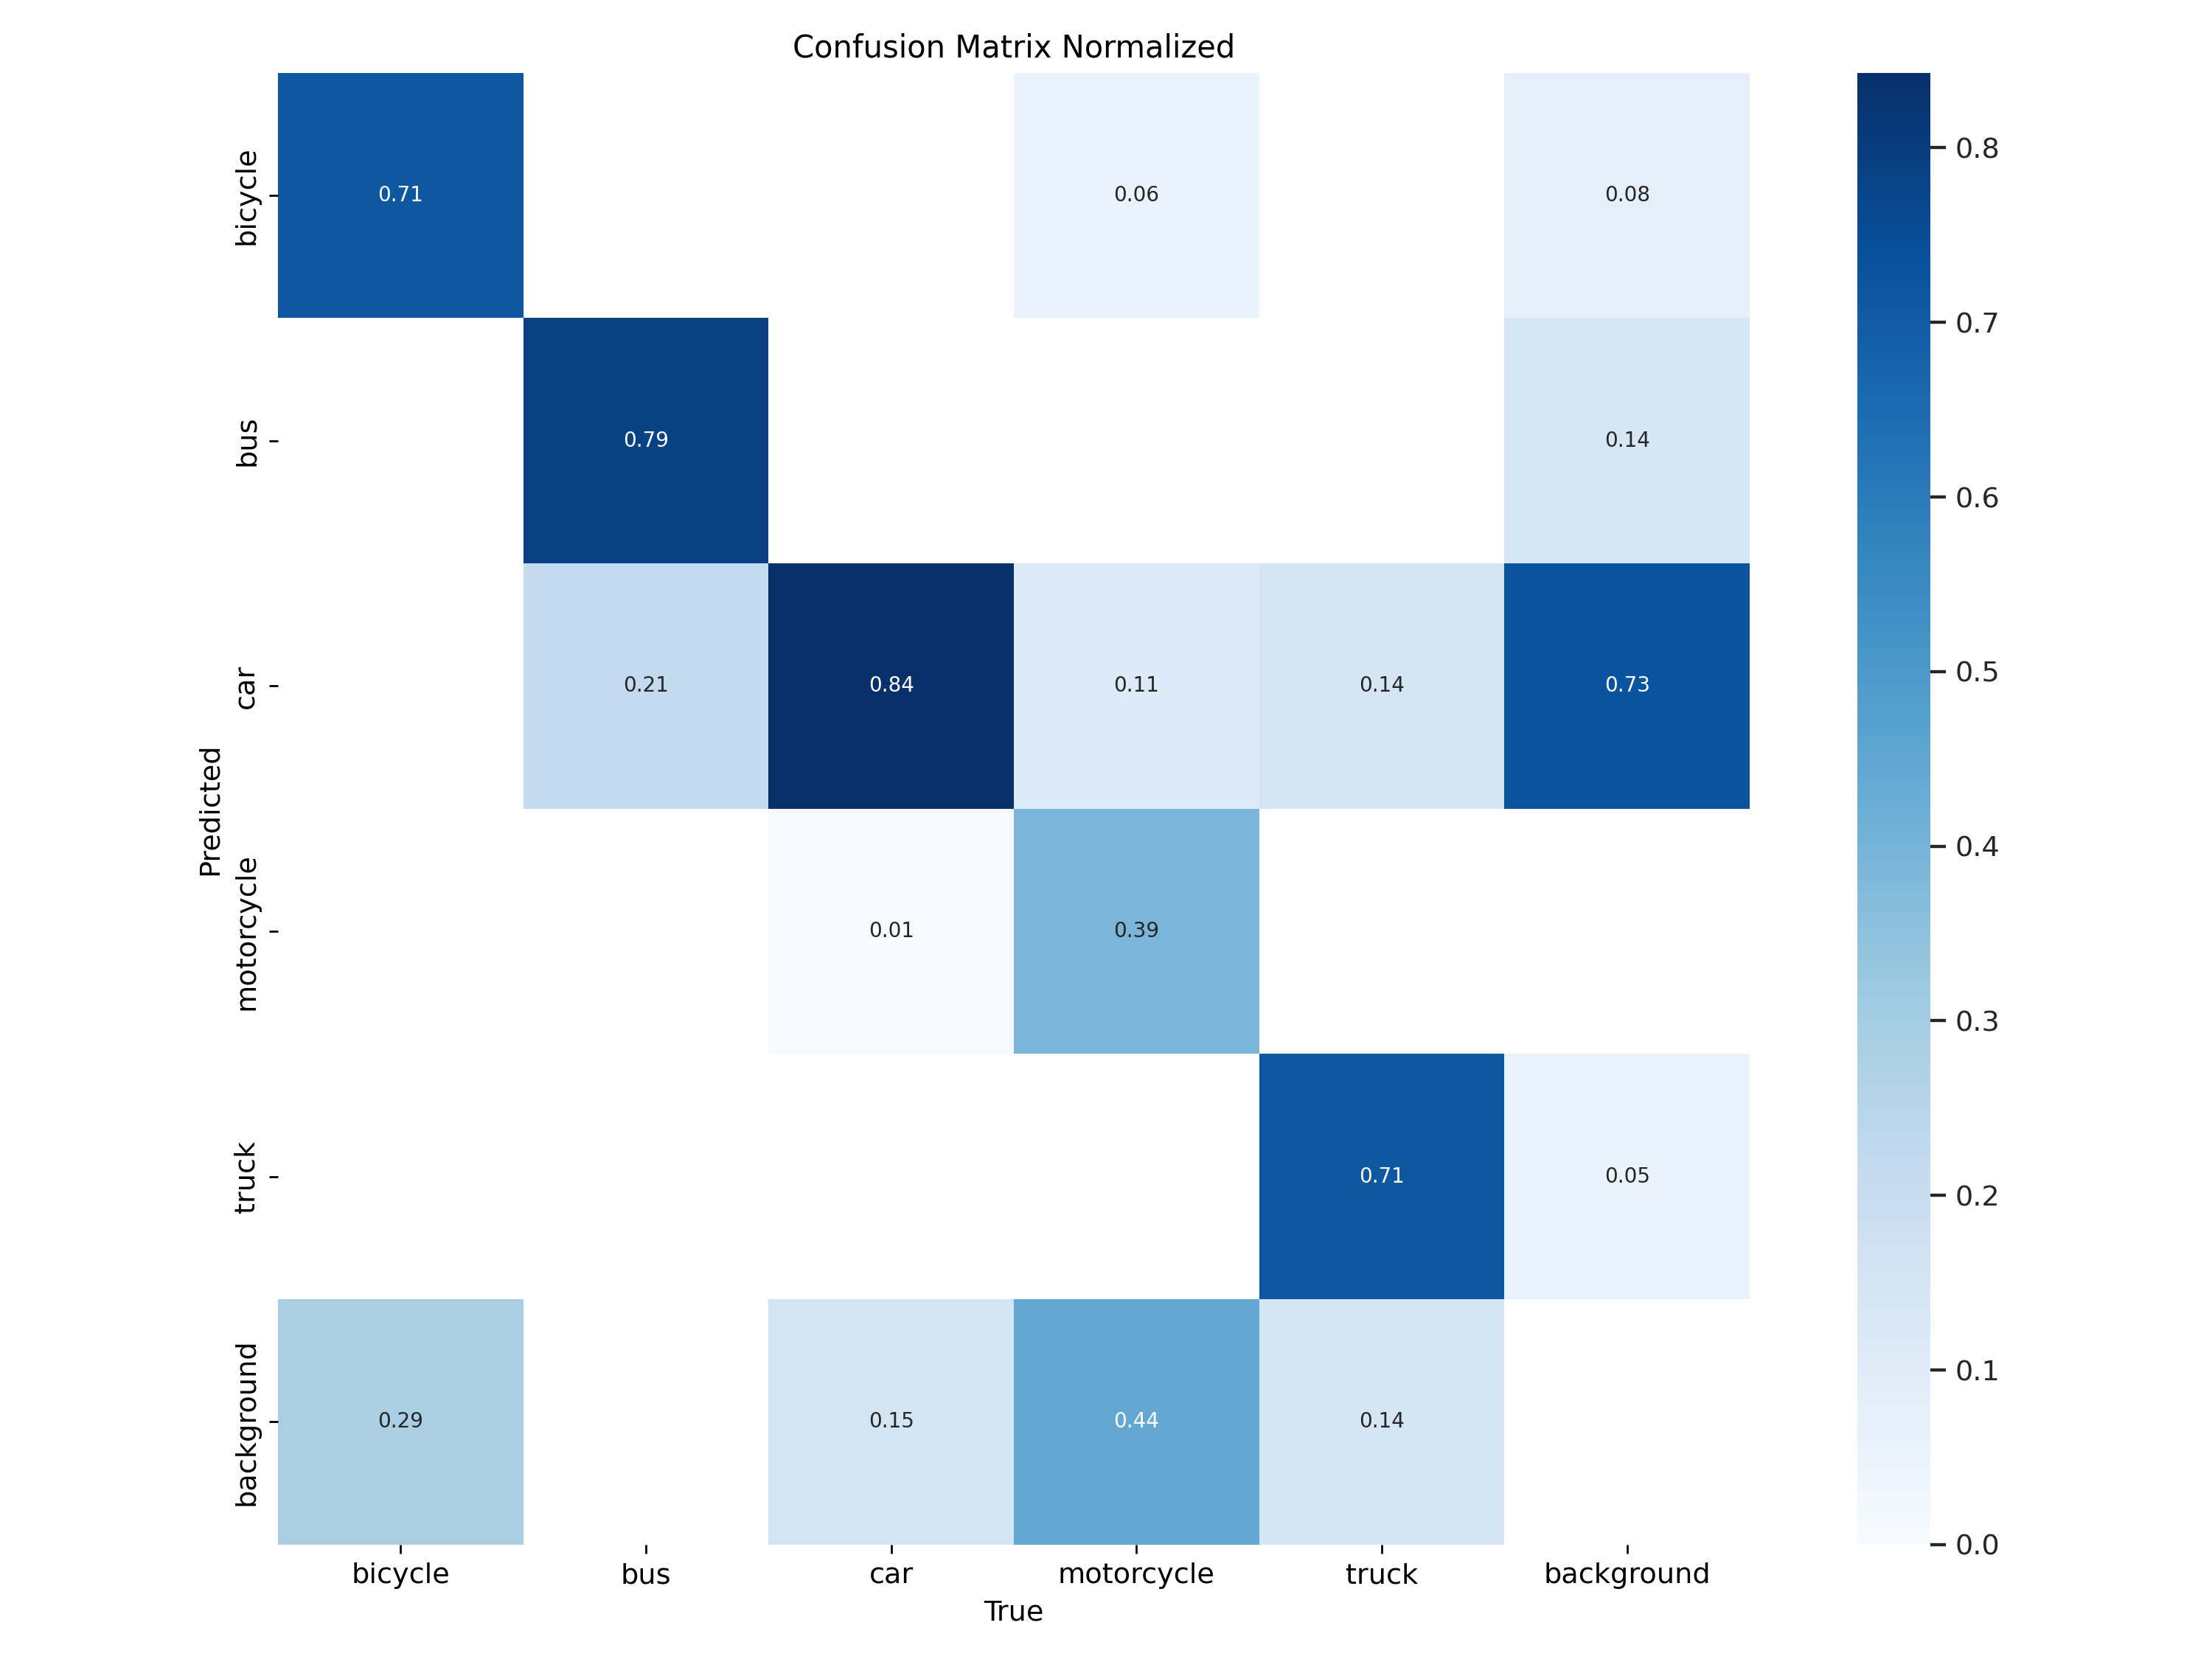 Confusion Matrix Normalized
bicycle 0.71 0.06 0.08
bus 0.79 0.14
car 0.21 0.84 0.11 0.14 0.73
motorcycle 0.01 0.39
truck 0.71 0.05
background 0.29 0.15 0.44 0.14
Predicted
bicycle bus car motorcycle truck background
True
0.8
0.7
0.6
0.5
0.4
0.3
0.2
0.1
0.0